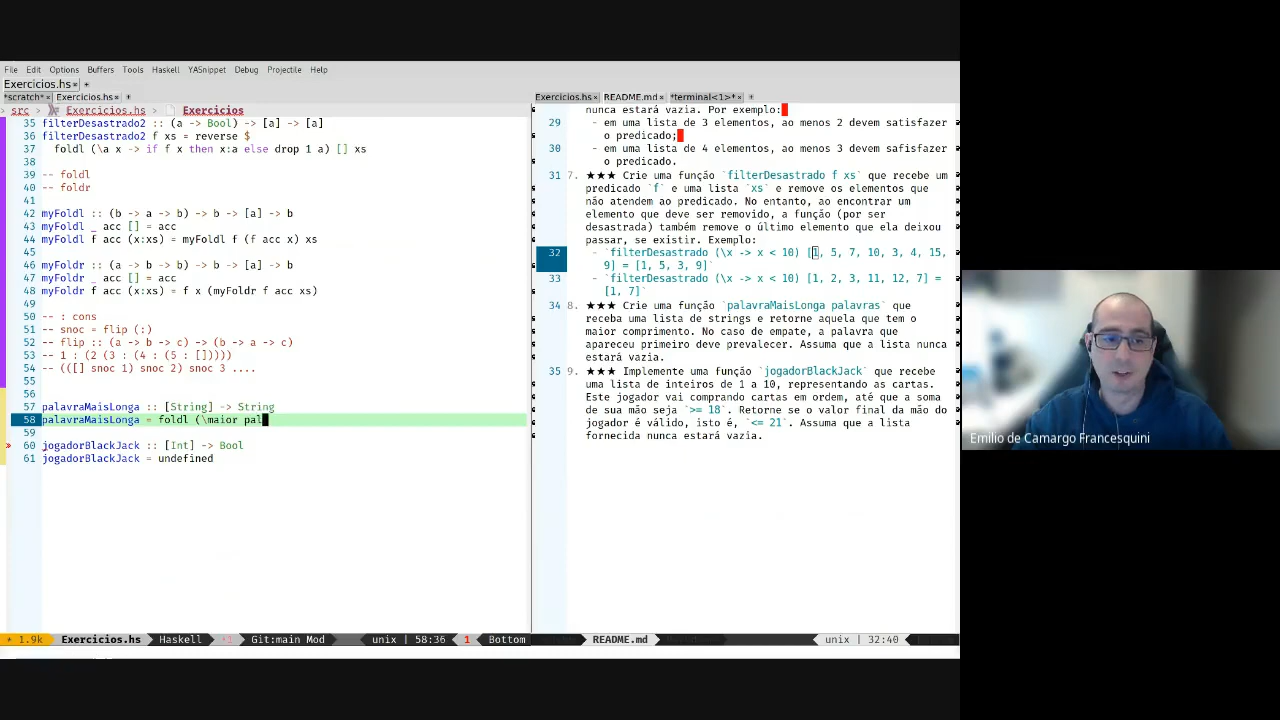 File Edit Options Buffers Tools Haskell YASnippet Debug Projectile Help
Exercicios.hs× +
*scratch*× Exercicios.hs× +
src > Exercicios.hs > Exercicios
35 filterDesastrado2 :: (a -> Bool) -> [a] -> [a]
36 filterDesastrado2 f xs = reverse $
37 foldl (\a x -> if f x then x:a else drop 1 a) [] xs
38
39 -- foldl
40 -- foldr
41
42 myFoldl :: (b -> a -> b) -> b -> [a] -> b
43 myFoldl _ acc [] = acc
44 myFoldl f acc (x:xs) = myFoldl f (f acc x) xs
45
46 myFoldr :: (a -> b -> b) -> b -> [a] -> b
47 myFoldr _ acc [] = acc
48 myFoldr f acc (x:xs) = f x (myFoldr f acc xs)
49
50 -- : cons
51 -- snoc = flip (:)
52 -- flip :: (a -> b -> c) -> (b -> a -> c)
53 -- 1 : (2 (3 : (4 : (5 : []))))
54 -- (([] snoc 1) snoc 2) snoc 3 ....
55
56
57 palavraMaisLonga :: [String] -> String
58 palavraMaisLonga = foldl (\maior pal
59
60 jogadorBlackJack :: [Int] -> Bool
61 jogadorBlackJack = undefined
1.9k Exercicios.hs Haskell Git:main Mod unix | 58:36 1 Bottom
Exercicios.hs× README.md× *terminal<1>*× +
nunca estará vazia. Por exemplo:
29 - em uma lista de 3 elementos, ao menos 2 devem satisfazer
o predicado;
30 - em uma lista de 4 elementos, ao menos 3 devem safisfazer
o predicado.
31 7. ★★★ Crie uma função `filterDesastrado f xs` que recebe um
predicado `f` e uma lista `xs` e remove os elementos que
não atendem ao predicado. No entanto, ao encontrar um
elemento que deve ser removido, a função (por ser
desastrada) também remove o último elemento que ela deixou
passar, se existir. Exemplo:
32 - `filterDesastrado (\x -> x < 10) [1, 5, 7, 10, 3, 4, 15,
9] = [1, 5, 3, 9]`
33 - `filterDesastrado (\x -> x < 10) [1, 2, 3, 11, 12, 7] =
[1, 7]`
34 8. ★★★ Crie uma função `palavraMaisLonga palavras` que
receba uma lista de strings e retorne aquela que tem o
maior comprimento. No caso de empate, a palavra que
apareceu primeiro deve prevalecer. Assuma que a lista nunca
estará vazia.
35 9. ★★★ Implemente uma função `jogadorBlackJack` que recebe
uma lista de inteiros de 1 a 10, representando as cartas.
Este jogador vai comprando cartas em ordem, até que a soma
de sua mão seja `>= 18`. Retorne se o valor final da mão do
jogador é válido, isto é, `<= 21`. Assuma que a lista
fornecida nunca estará vazia.
README.md unix | 32:40
Emilio de Camargo Francesquini